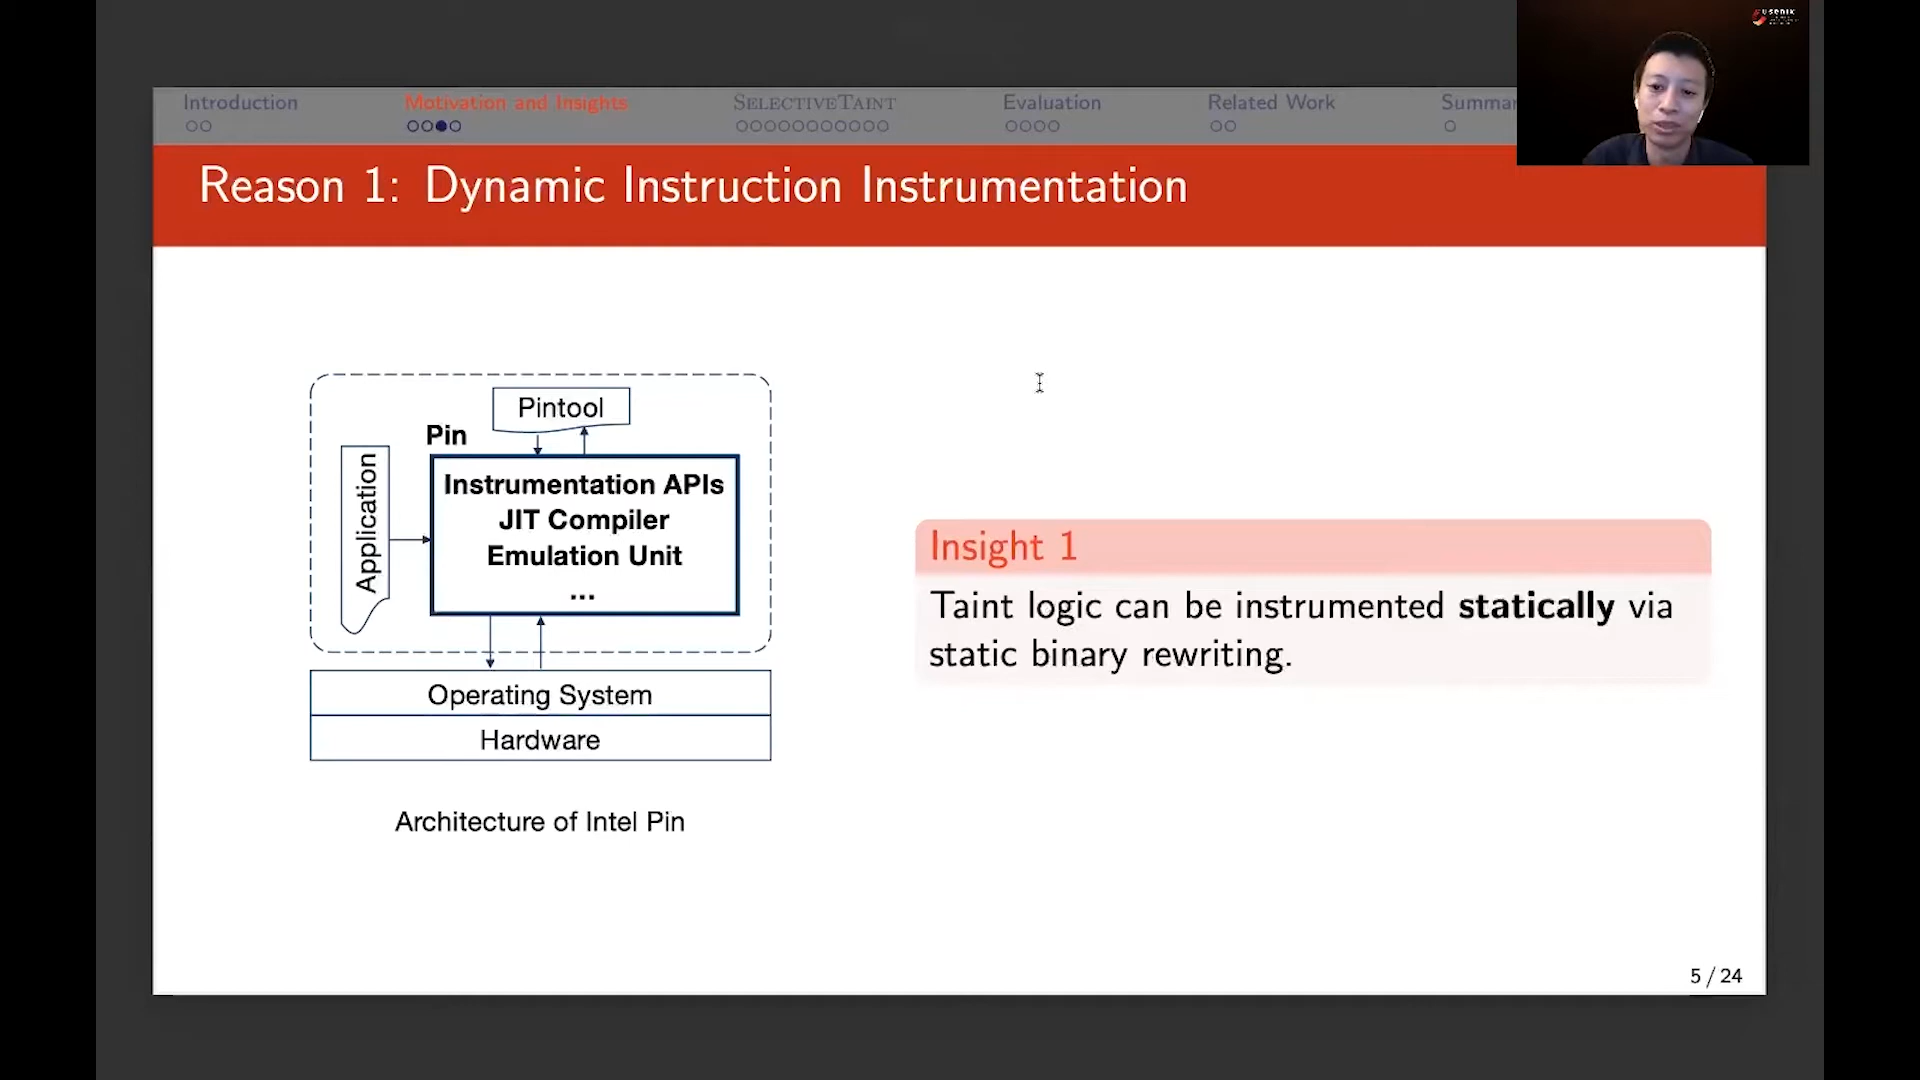 usenix
Introduction
Motivation and Insights
SELECTIVETAINT
Evaluation
Related Work
Summar
Reason 1: Dynamic Instruction Instrumentation
Pintool
Pin
Application
Instrumentation APIs
JIT Compiler
Emulation Unit
...
Operating System
Hardware
Architecture of Intel Pin
Insight 1
Taint logic can be instrumented statically via
static binary rewriting.
5 / 24